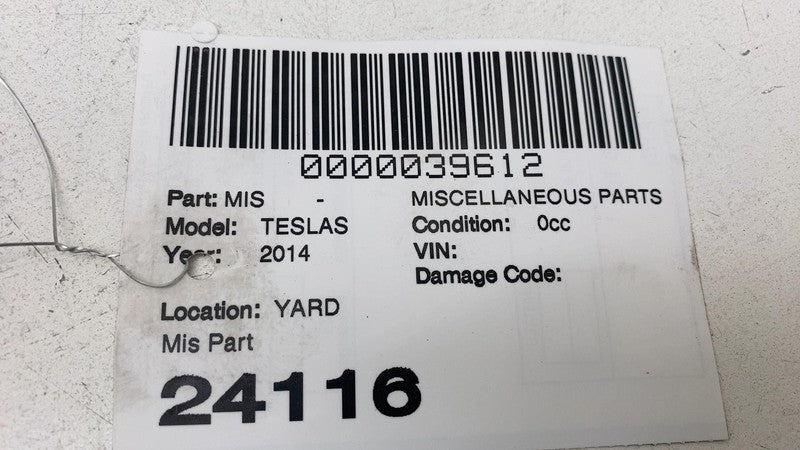 0000039612
Part: MIS - MISCELLANEOUS PARTS
Model: TESLAS Condition: 0cc
Year: 2014 VIN:
Damage Code:
Location: YARD
Mis Part
24116